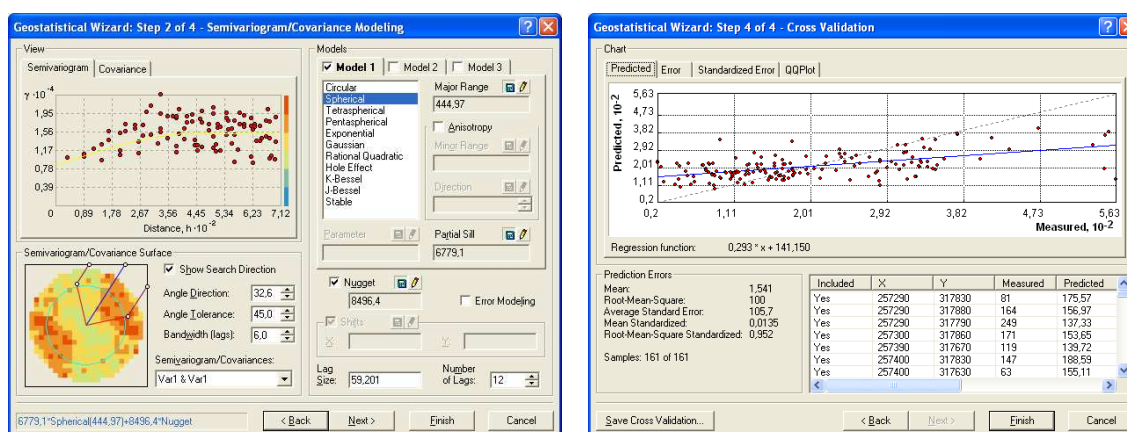 Geostatistical Wizard: Step 2 of 4 - Semivariogram/Covariance Modeling
View
Semivariogram Covariance
γ ·10⁻⁴
1,95
1,56
1,17
0,78
0,39
0 0,89 1,78 2,67 3,56 4,45 5,34 6,23 7,12
Distance, h ·10⁻²
Semivariogram/Covariance Surface
Show Search Direction
Angle Direction: 32,6
Angle Tolerance: 45,0
Bandwidth (lags): 6,0
Semivariogram/Covariances:
Var1 & Var1
Models
Model 1 Model 2 Model 3
Circular
Spherical
Tetraspherical
Pentaspherical
Exponential
Gaussian
Rational Quadratic
Hole Effect
K-Bessel
J-Bessel
Stable
Major Range
444,97
Anisotropy
Minor Range
Direction
Parameter
Partial Sill
6779,1
Nugget
8496,4
Error Modeling
Shifts:
X: Y:
Lag Size: 59,201
Number of Lags: 12
6779,1*Spherical(444,97)+8496,4*Nugget
< Back Next > Finish Cancel
Geostatistical Wizard: Step 4 of 4 - Cross Validation
Chart
Predicted Error Standardized Error QQPlot
Predicted, 10⁻²
5,63
4,73
3,82
2,92
2,01
1,11
0,2
0,2 1,11 2,01 2,92 3,82 4,73 5,63
Measured, 10⁻²
Regression function: 0,293 * x + 141,150
Prediction Errors
Mean: 1,541
Root-Mean-Square: 100
Average Standard Error: 105,7
Mean Standardized: 0,0135
Root-Mean-Square Standardized: 0,952
Samples: 161 of 161
Included X Y Measured Predicted
Yes 257290 317830 81 175,57
Yes 257290 317880 164 156,97
Yes 257290 317790 249 137,33
Yes 257300 317860 171 153,65
Yes 257390 317670 119 139,72
Yes 257400 317830 147 188,59
Yes 257400 317630 63 155,11
Save Cross Validation... < Back Next > Finish Cancel